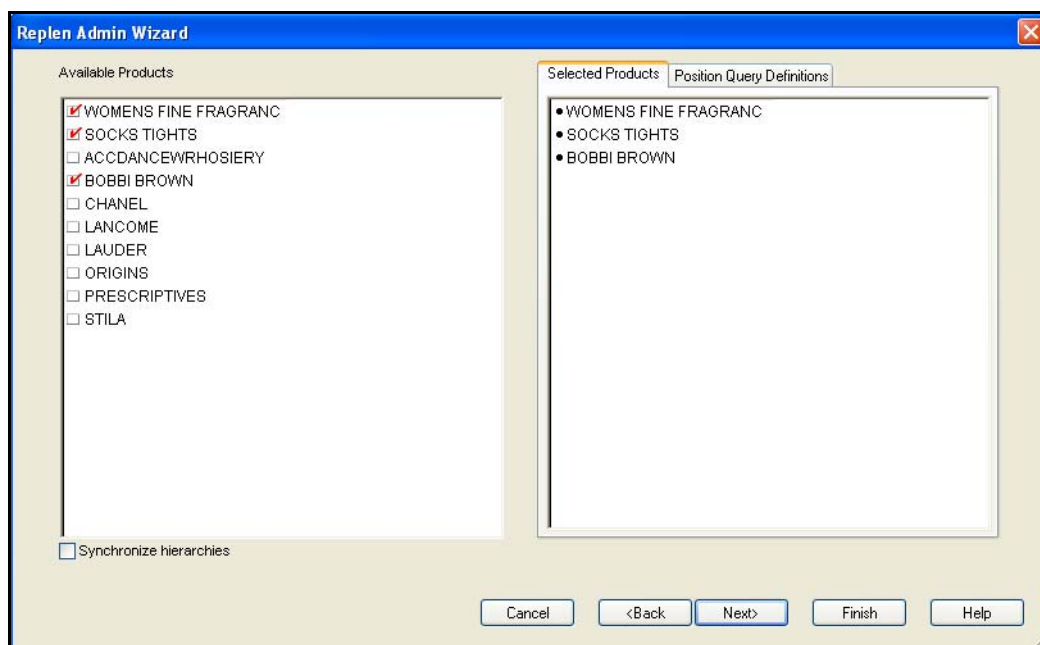 Replen Admin Wizard
Available Products
WOMENS FINE FRAGRANC
SOCKS TIGHTS
ACCDANCEWRHOSIERY
BOBBI BROWN
CHANEL
LANCOME
LAUDER
ORIGINS
PRESCRIPTIVES
STILA
Synchronize hierarchies
Selected Products
Position Query Definitions
WOMENS FINE FRAGRANC
SOCKS TIGHTS
BOBBI BROWN
Cancel
<Back
Next>
Finish
Help